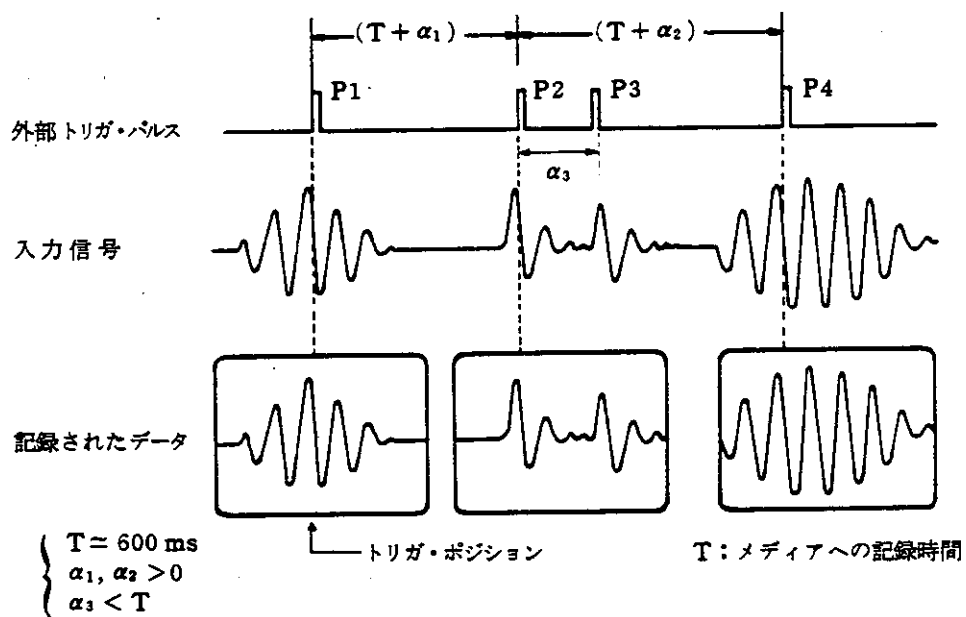 (T + α₁)
(T + α₂)
P1
P2
P3
P4
外部トリガ・パルス
α₃
入力信号
記録されたデータ
トリガ・ポジション
T：メディアへの記録時間
T ≃ 600 ms
α₁, α₂ > 0
α₃ < T